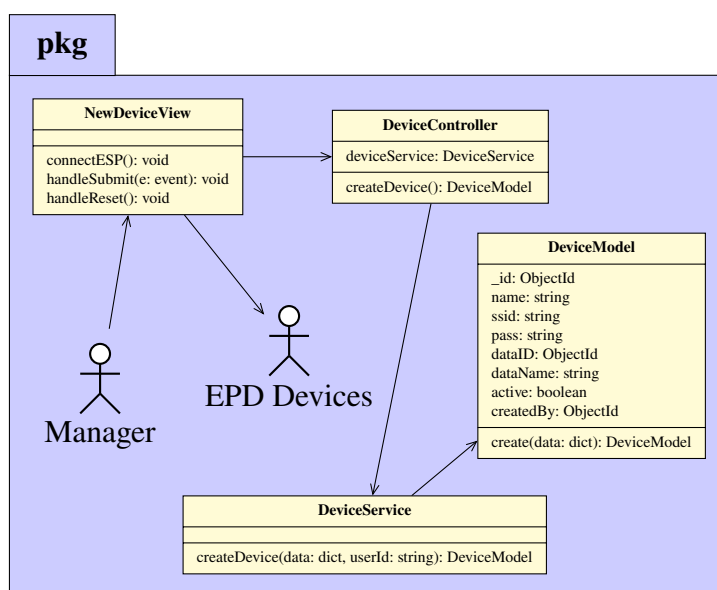 pkg
NewDeviceView
connectESP(): void
handleSubmit(e: event): void
handleReset(): void
DeviceController
deviceService: DeviceService
createDevice(): DeviceModel
DeviceModel
_id: ObjectId
name: string
ssid: string
pass: string
dataID: ObjectId
dataName: string
active: boolean
createdBy: ObjectId
create(data: dict): DeviceModel
EPD Devices
Manager
DeviceService
createDevice(data: dict, userId: string): DeviceModel